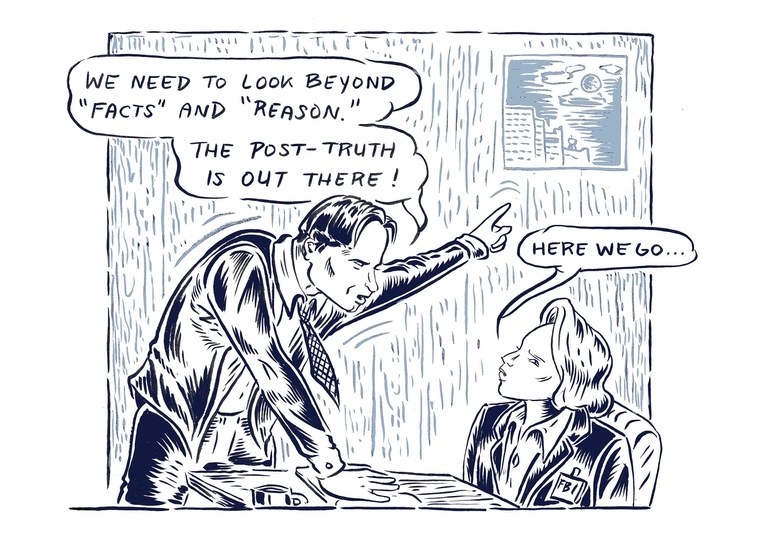 WE NEED TO LOOK BEYOND
"FACTS" AND "REASON."
THE POST-TRUTH
IS OUT THERE!
HERE WE GO...
FBI